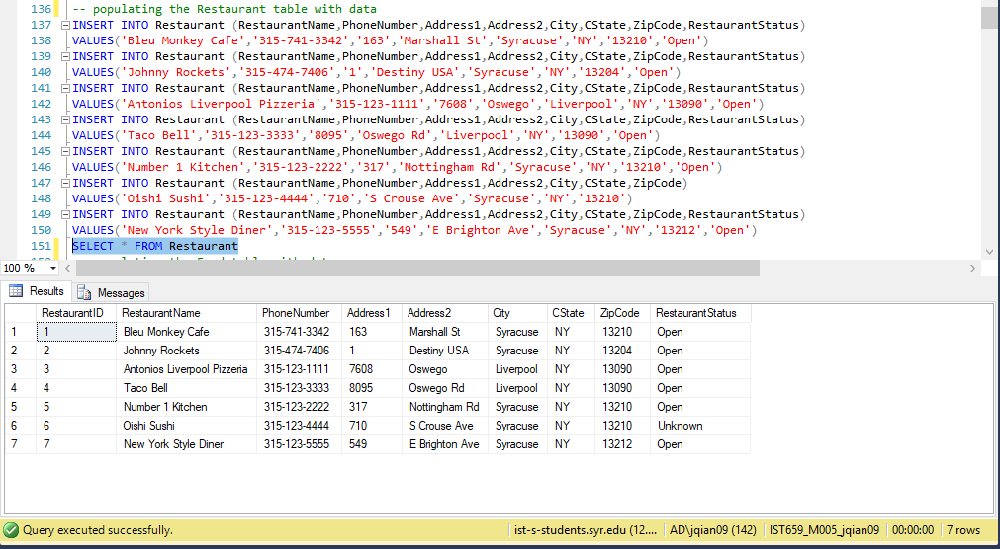 136 -- populating the Restaurant table with data
137 INSERT INTO Restaurant (RestaurantName,PhoneNumber,Address1,Address2,City,CState,ZipCode,RestaurantStatus)
138 VALUES('Bleu Monkey Cafe','315-741-3342','163','Marshall St','Syracuse','NY','13210','Open')
139 INSERT INTO Restaurant (RestaurantName,PhoneNumber,Address1,Address2,City,CState,ZipCode,RestaurantStatus)
140 VALUES('Johnny Rockets','315-474-7406','1','Destiny USA','Syracuse','NY','13204','Open')
141 INSERT INTO Restaurant (RestaurantName,PhoneNumber,Address1,Address2,City,CState,ZipCode,RestaurantStatus)
142 VALUES('Antonios Liverpool Pizzeria','315-123-1111','7608','Oswego','Liverpool','NY','13090','Open')
143 INSERT INTO Restaurant (RestaurantName,PhoneNumber,Address1,Address2,City,CState,ZipCode,RestaurantStatus)
144 VALUES('Taco Bell','315-123-3333','8095','Oswego Rd','Liverpool','NY','13090','Open')
145 INSERT INTO Restaurant (RestaurantName,PhoneNumber,Address1,Address2,City,CState,ZipCode,RestaurantStatus)
146 VALUES('Number 1 Kitchen','315-123-2222','317','Nottingham Rd','Syracuse','NY','13210','Open')
147 INSERT INTO Restaurant (RestaurantName,PhoneNumber,Address1,Address2,City,CState,ZipCode)
148 VALUES('Oishi Sushi','315-123-4444','710','S Crouse Ave','Syracuse','NY','13210')
149 INSERT INTO Restaurant (RestaurantName,PhoneNumber,Address1,Address2,City,CState,ZipCode,RestaurantStatus)
150 VALUES('New York Style Diner','315-123-5555','549','E Brighton Ave','Syracuse','NY','13212','Open')
151 SELECT * FROM Restaurant
100 %
Results Messages
RestaurantID RestaurantName PhoneNumber Address1 Address2 City CState ZipCode RestaurantStatus
1 1 Bleu Monkey Cafe 315-741-3342 163 Marshall St Syracuse NY 13210 Open
2 2 Johnny Rockets 315-474-7406 1 Destiny USA Syracuse NY 13204 Open
3 3 Antonios Liverpool Pizzeria 315-123-1111 7608 Oswego Liverpool NY 13090 Open
4 4 Taco Bell 315-123-3333 8095 Oswego Rd Liverpool NY 13090 Open
5 5 Number 1 Kitchen 315-123-2222 317 Nottingham Rd Syracuse NY 13210 Open
6 6 Oishi Sushi 315-123-4444 710 S Crouse Ave Syracuse NY 13210 Unknown
7 7 New York Style Diner 315-123-5555 549 E Brighton Ave Syracuse NY 13212 Open
Query executed successfully. ist-s-students.syr.edu (12.... AD\jqian09 (142) IST659_M005_jqian09 00:00:00 7 rows